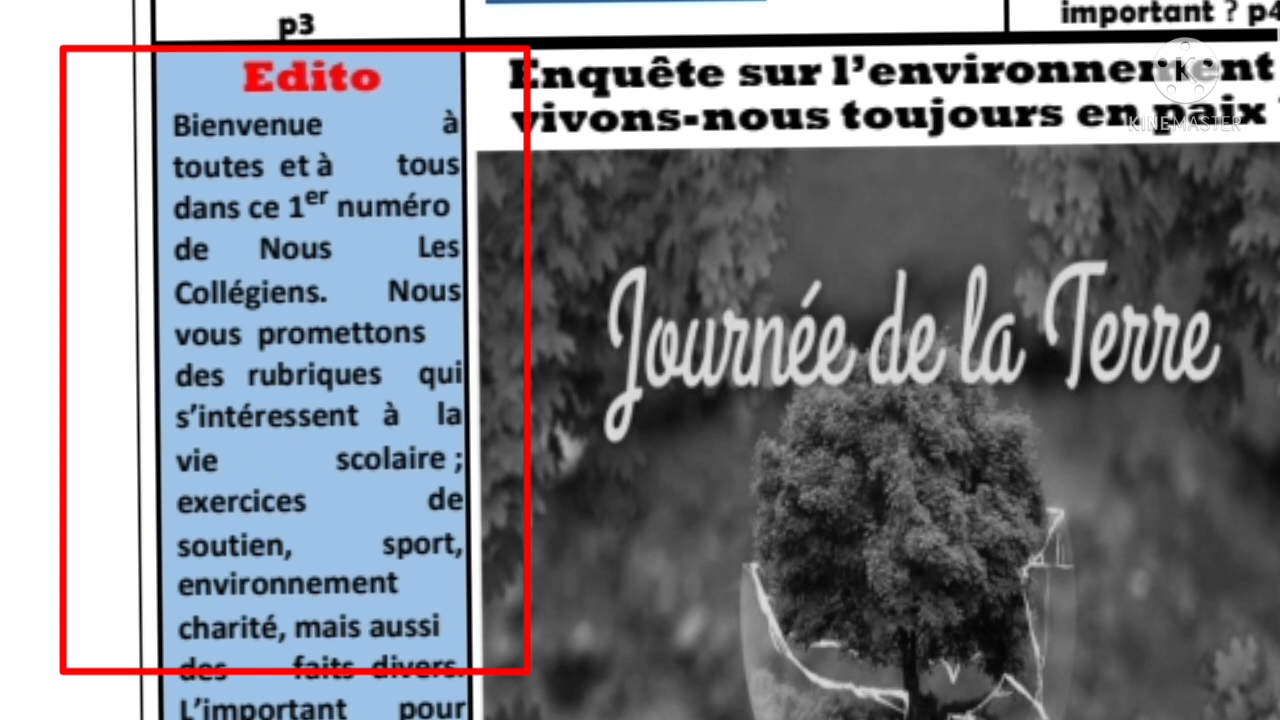 p3
important ? p4
Edito
Bienvenue à
toutes et à tous
dans ce 1er numéro
de Nous Les
Collégiens. Nous
vous promettons
des rubriques qui
s’intéressent à la
vie scolaire ;
exercices de
soutien, sport,
environnement
charité, mais aussi
des faits divers.
L’important pour
Enquête sur l’environnement
vivons-nous toujours en paix
Journée de la Terre
K
KINEMASTER